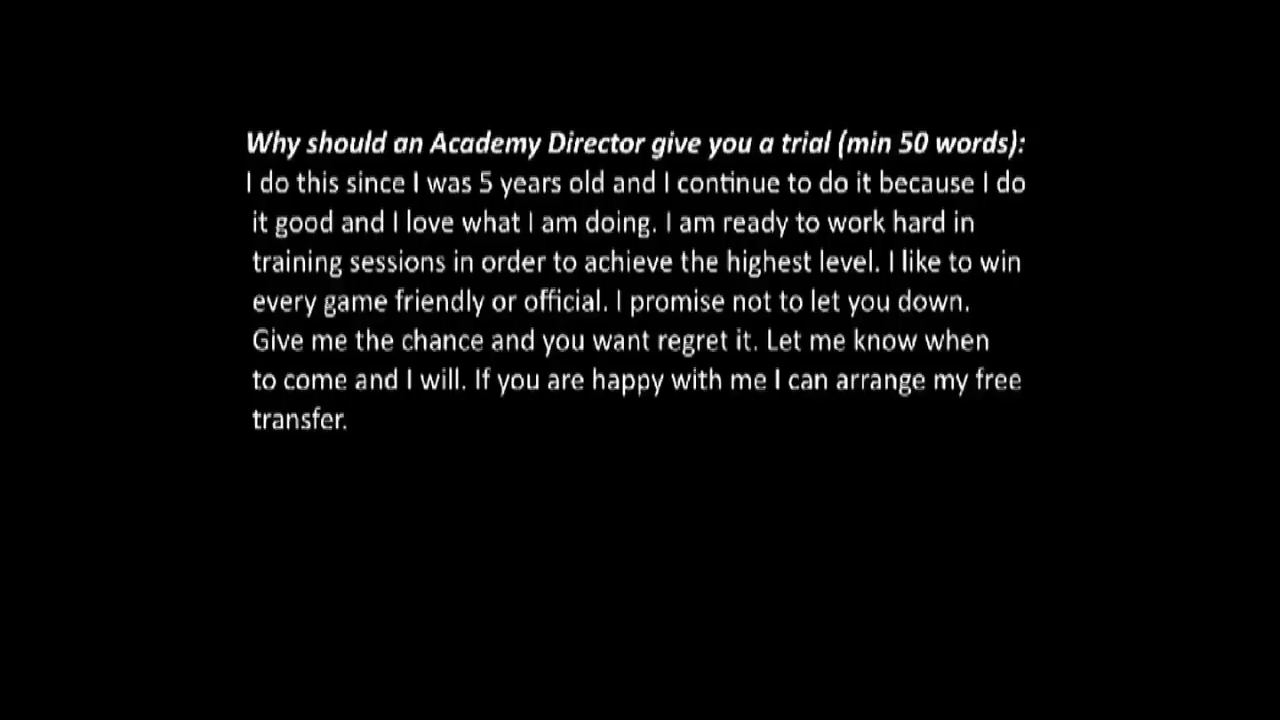 Why should an Academy Director give you a trial (min 50 words):
I do this since I was 5 years old and I continue to do it because I do
it good and I love what I am doing. I am ready to work hard in
training sessions in order to achieve the highest level. I like to win
every game friendly or official. I promise not to let you down.
Give me the chance and you want regret it. Let me know when
to come and I will. If you are happy with me I can arrange my free
transfer.